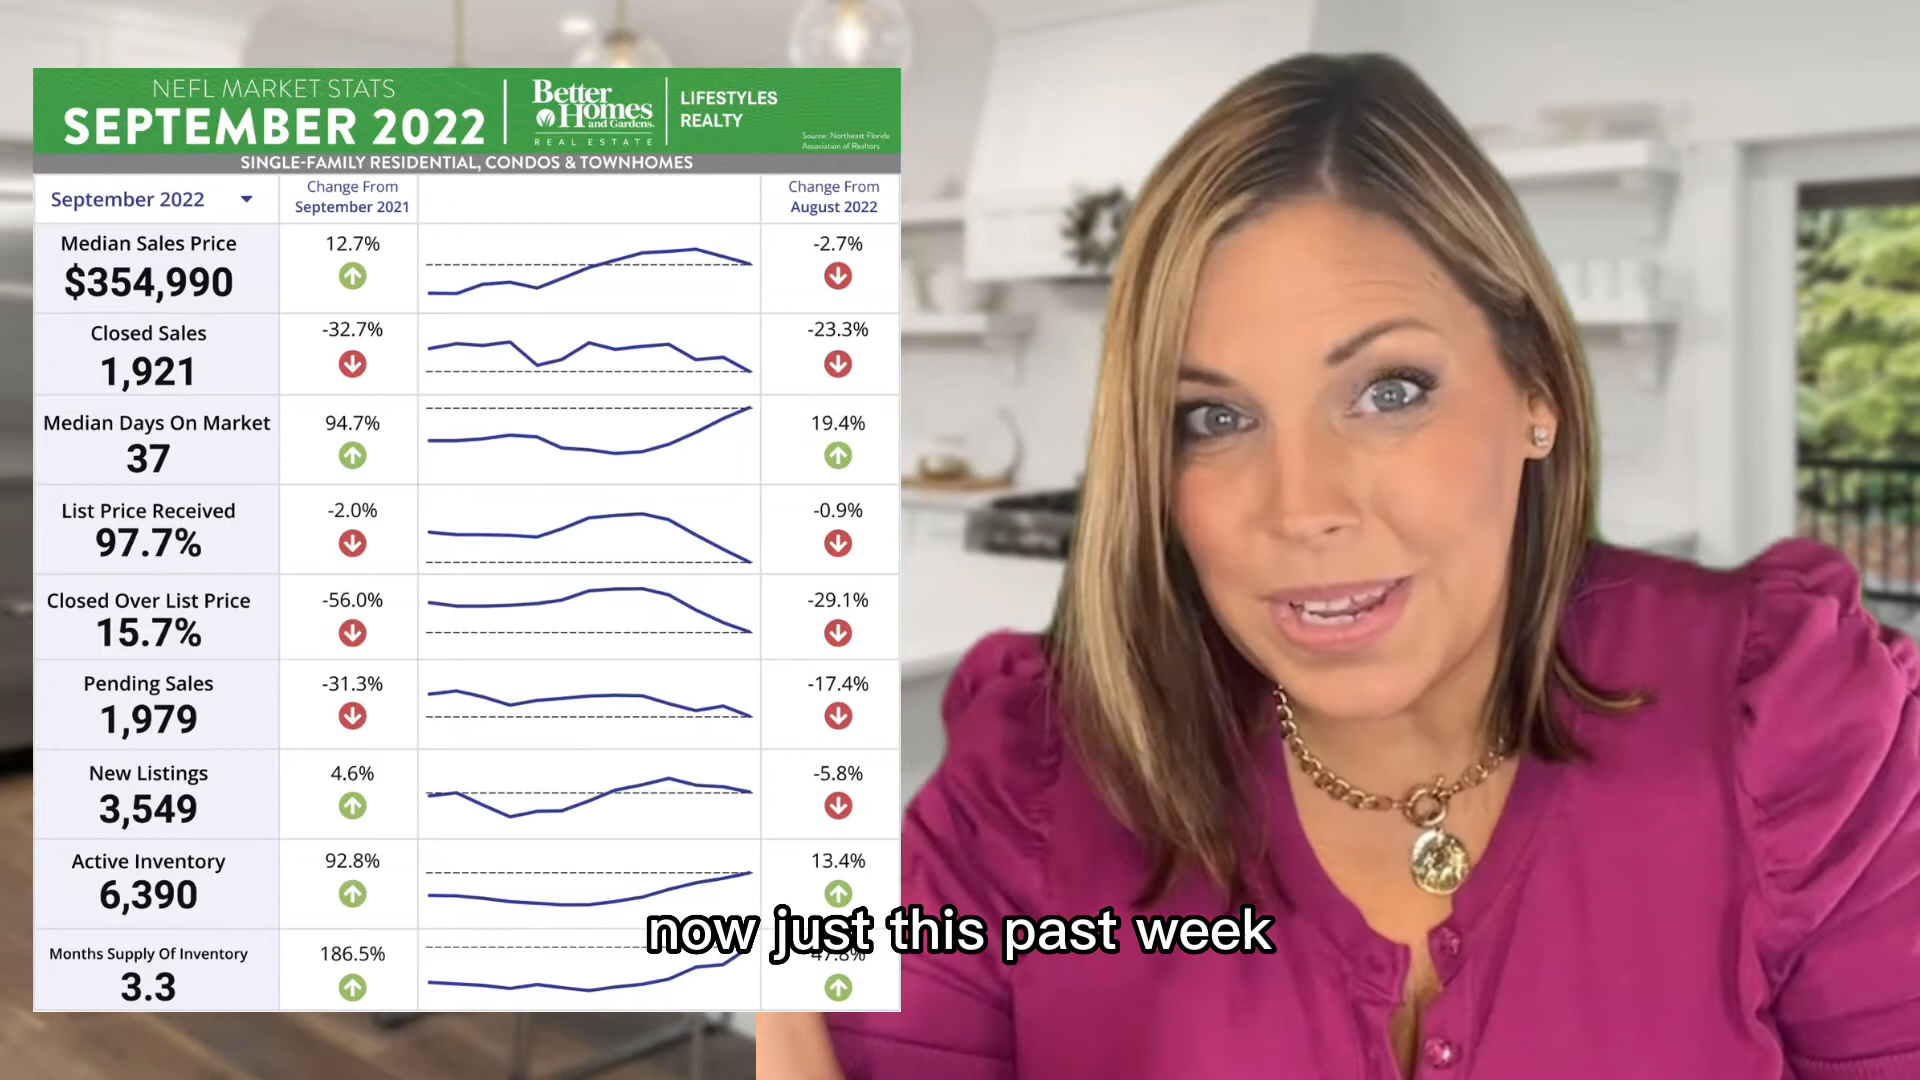 NEFL MARKET STATS
SEPTEMBER 2022
Better
Homes
and Gardens
REAL ESTATE
LIFESTYLES
REALTY
Source: Northeast Florida
Association of Realtors
SINGLE-FAMILY RESIDENTIAL, CONDOS & TOWNHOMES
September 2022
Change From
September 2021
Change From
August 2022
Median Sales Price
$354,990
12.7%
-2.7%
Closed Sales
1,921
-32.7%
-23.3%
Median Days On Market
37
94.7%
19.4%
List Price Received
97.7%
-2.0%
-0.9%
Closed Over List Price
15.7%
-56.0%
-29.1%
Pending Sales
1,979
-31.3%
-17.4%
New Listings
3,549
4.6%
-5.8%
Active Inventory
6,390
92.8%
13.4%
Months Supply Of Inventory
3.3
186.5%
47.8%
now just this past week